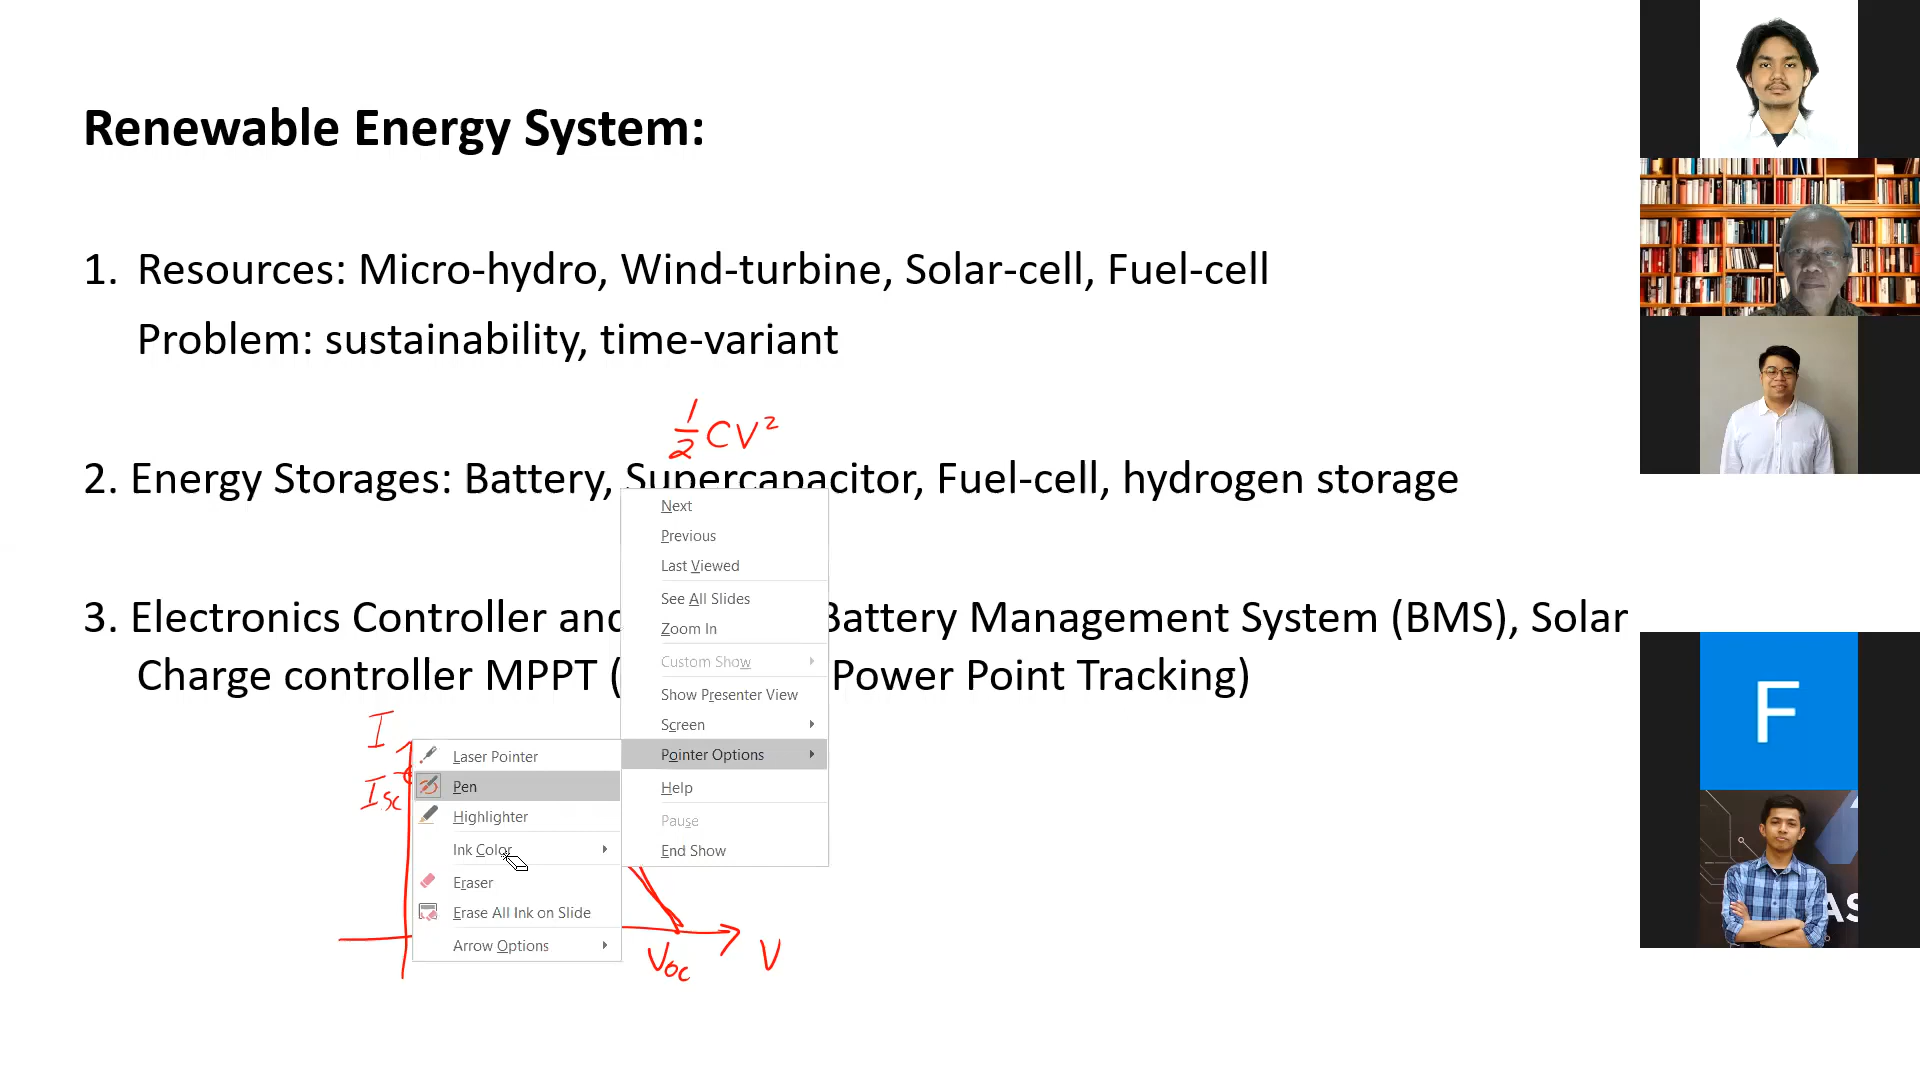 Renewable Energy System:
1. Resources: Micro-hydro, Wind-turbine, Solar-cell, Fuel-cell
Problem: sustainability, time-variant
1/2 CV²
2. Energy Storages: Battery, Supercapacitor, Fuel-cell, hydrogen storage
3. Electronics Controller and Battery Management System (BMS), Solar
Charge controller MPPT ( Power Point Tracking)
Next
Previous
Last Viewed
See All Slides
Zoom In
Custom Show
Show Presenter View
Screen
Pointer Options
Help
Pause
End Show
Laser Pointer
Pen
Highlighter
Ink Color
Eraser
Erase All Ink on Slide
Arrow Options
I
Isc
Voc
V
F
AS